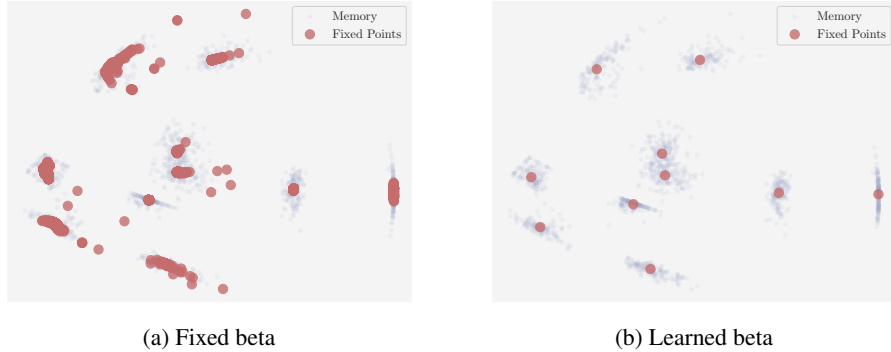 Memory
Fixed Points
Memory
Fixed Points
(a) Fixed beta
(b) Learned beta